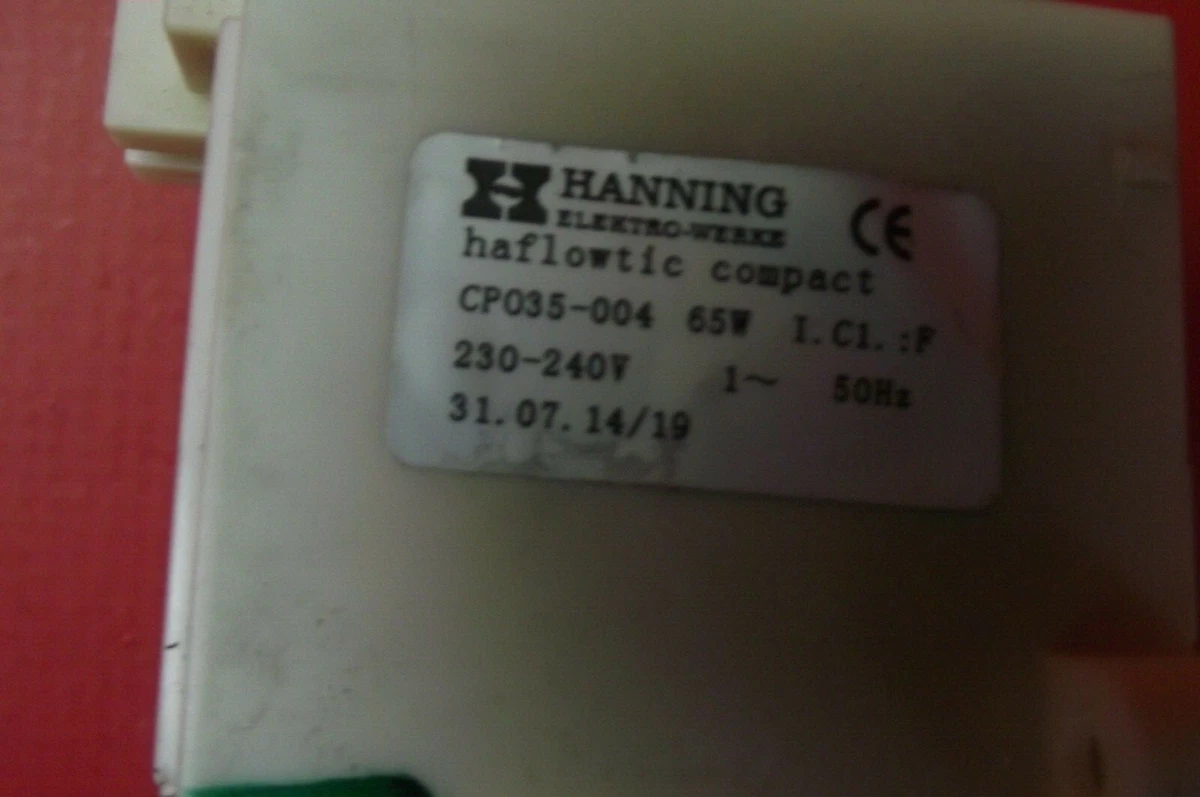 HANNING
ELEKTRO-WERKE
CE
haflowtic compact
CP035-004 65W I.Cl.:F
230-240V 1~ 50Hz
31.07.14/19